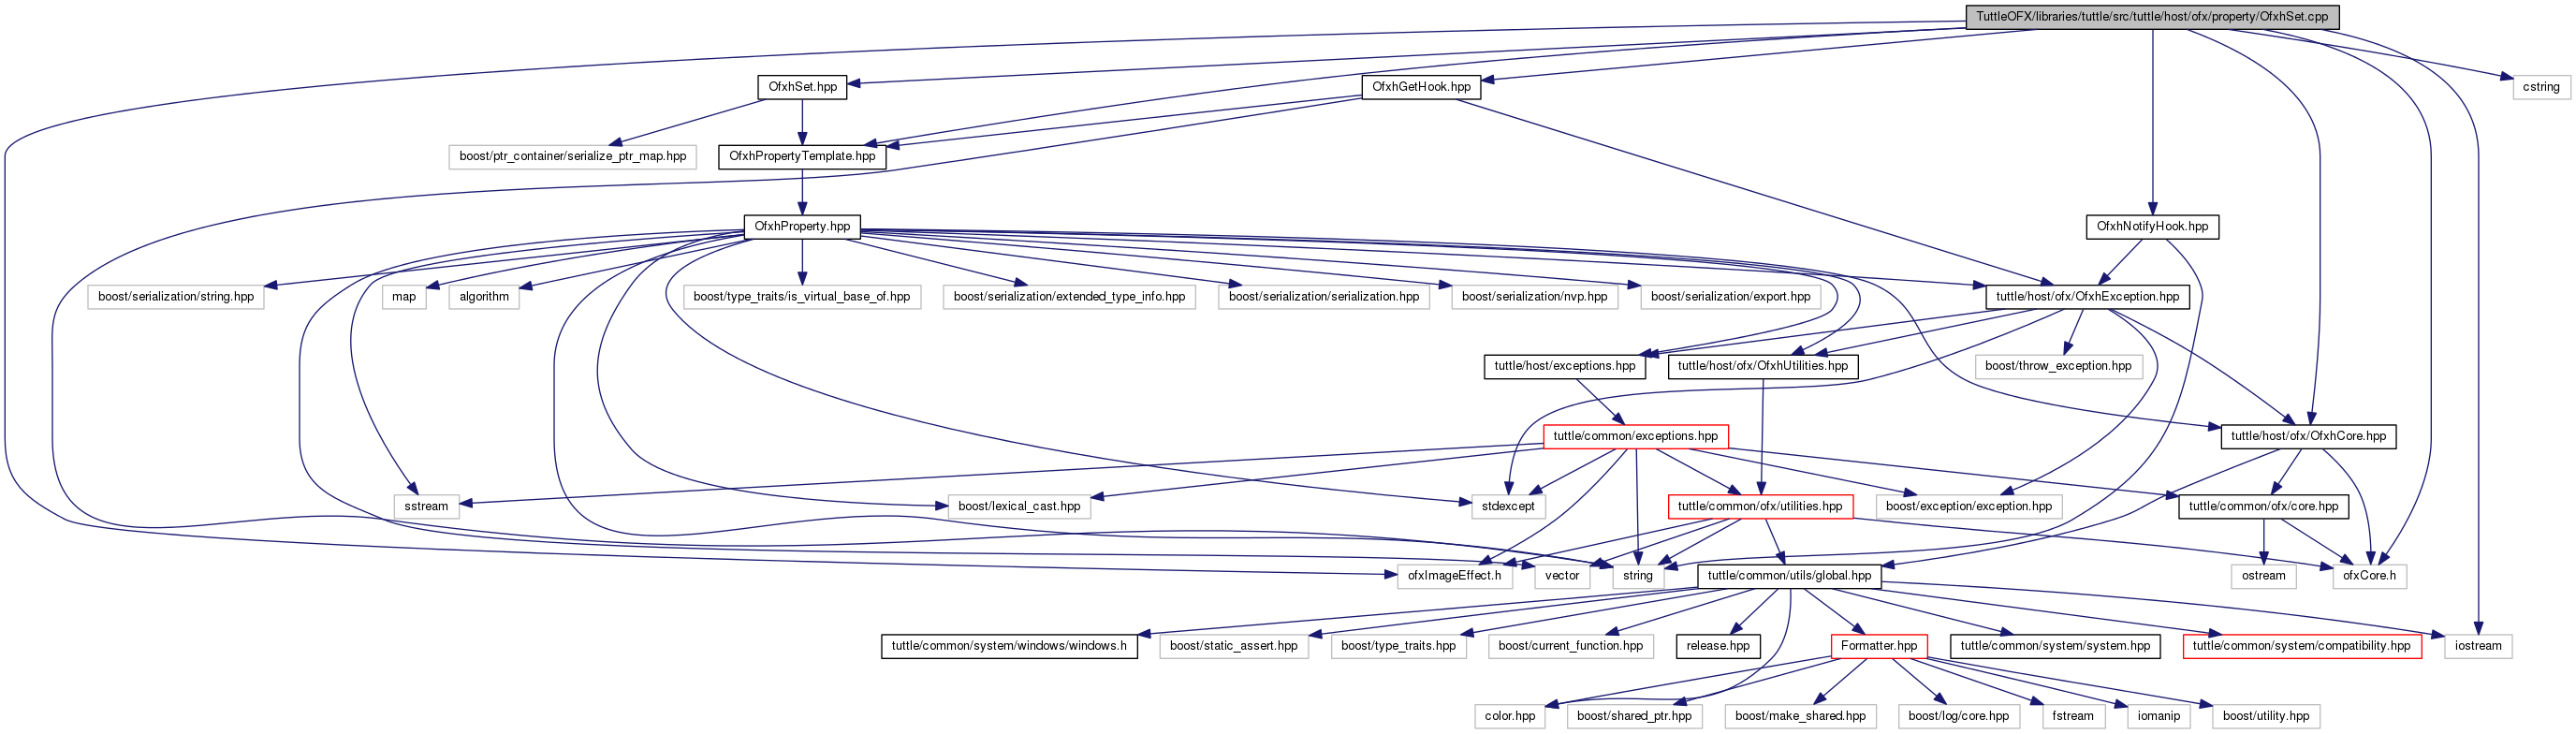 TuttleOFX/libraries/tuttle/src/tuttle/host/ofx/property/OfxhSet.cpp
OfxhSet.hpp
OfxhGetHook.hpp
cstring
boost/ptr_container/serialize_ptr_map.hpp
OfxhPropertyTemplate.hpp
OfxhProperty.hpp
OfxhNotifyHook.hpp
boost/serialization/string.hpp
map
algorithm
boost/type_traits/is_virtual_base_of.hpp
boost/serialization/extended_type_info.hpp
boost/serialization/serialization.hpp
boost/serialization/nvp.hpp
boost/serialization/export.hpp
tuttle/host/ofx/OfxhException.hpp
tuttle/host/exceptions.hpp
tuttle/host/ofx/OfxhUtilities.hpp
boost/throw_exception.hpp
tuttle/common/exceptions.hpp
tuttle/host/ofx/OfxhCore.hpp
sstream
boost/lexical_cast.hpp
stdexcept
tuttle/common/ofx/utilities.hpp
boost/exception/exception.hpp
tuttle/common/ofx/core.hpp
ofxImageEffect.h
vector
string
tuttle/common/utils/global.hpp
ostream
ofxCore.h
tuttle/common/system/windows/windows.h
boost/static_assert.hpp
boost/type_traits.hpp
boost/current_function.hpp
release.hpp
Formatter.hpp
tuttle/common/system/system.hpp
tuttle/common/system/compatibility.hpp
iostream
color.hpp
boost/shared_ptr.hpp
boost/make_shared.hpp
boost/log/core.hpp
fstream
iomanip
boost/utility.hpp